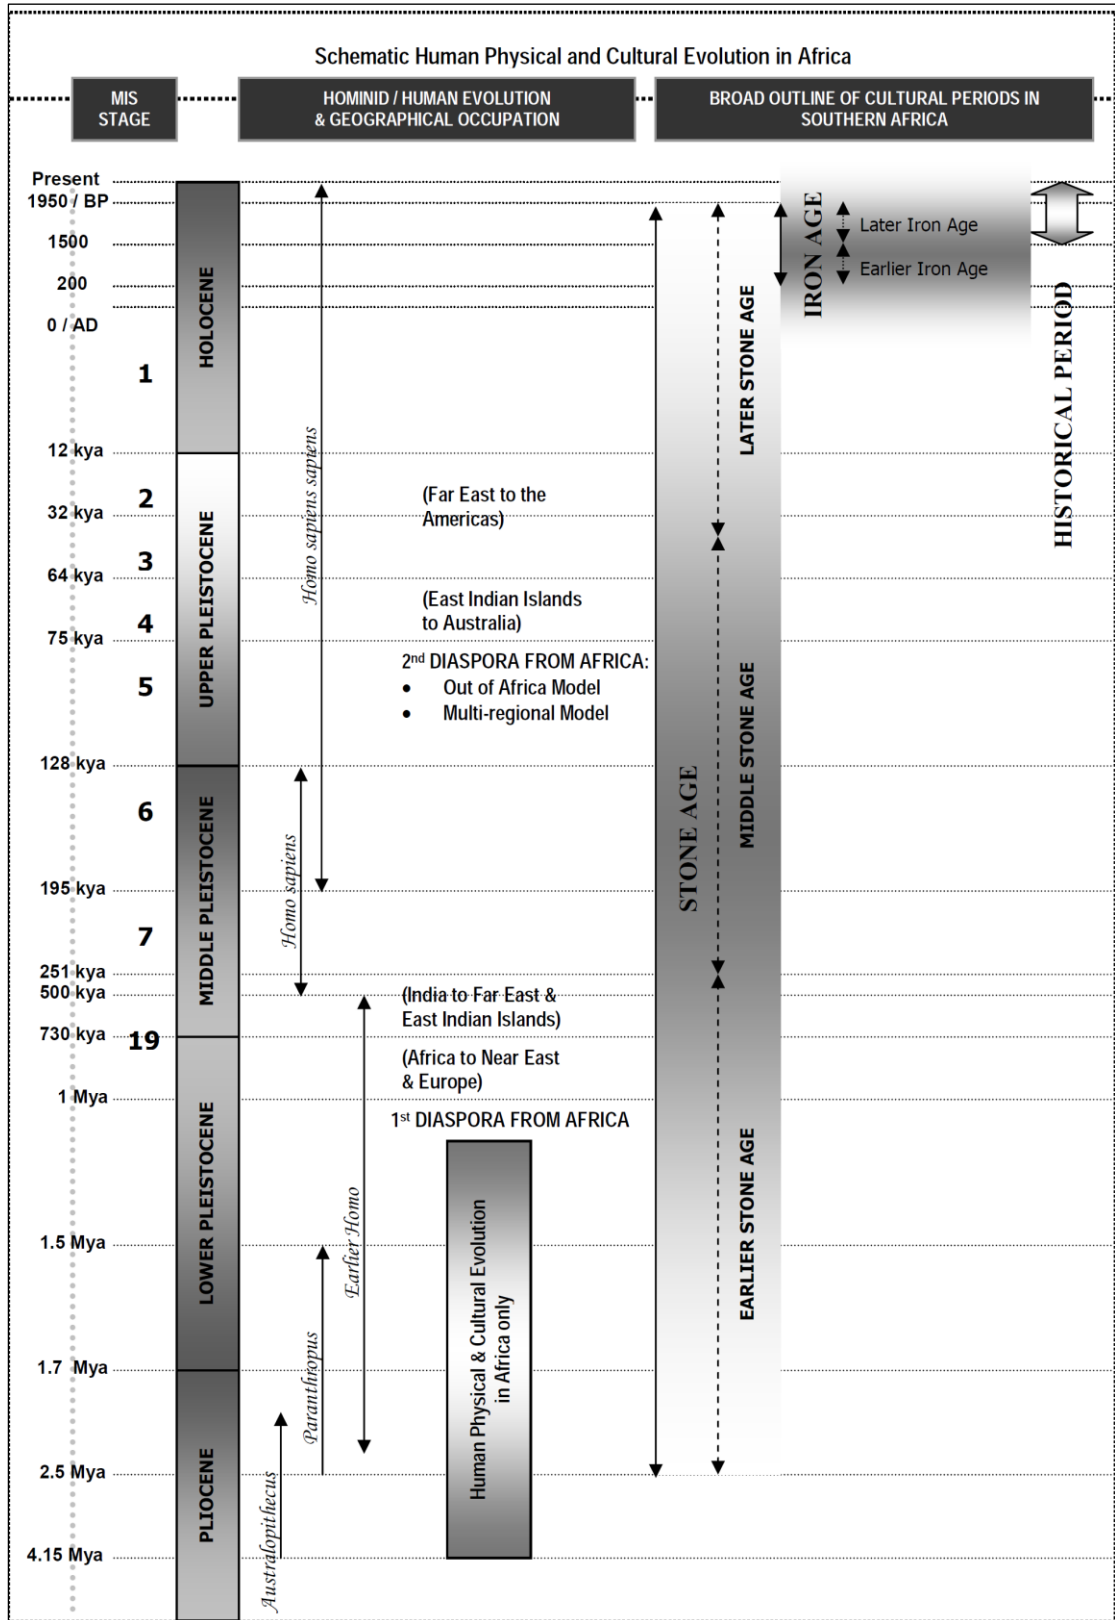 Schematic Human Physical and Cultural Evolution in Africa
MIS
STAGE
HOMINID / HUMAN EVOLUTION
& GEOGRAPHICAL OCCUPATION
BROAD OUTLINE OF CULTURAL PERIODS IN
SOUTHERN AFRICA
Present
1950 / BP
1500
200
0 / AD
12 kya
32 kya
64 kya
75 kya
128 kya
195 kya
251 kya
500 kya
730 kya
1 Mya
1.5 Mya
1.7 Mya
2.5 Mya
4.15 Mya
1
2
3
4
5
6
7
19
HOLOCENE
UPPER PLEISTOCENE
MIDDLE PLEISTOCENE
LOWER PLEISTOCENE
PLIOCENE
Homo sapiens sapiens
Homo sapiens
Earlier Homo
Paranthropus
Australopithecus
(Far East to the
Americas)
(East Indian Islands
to Australia)
2nd DIASPORA FROM AFRICA:
• Out of Africa Model
• Multi-regional Model
(India to Far East &
East Indian Islands)
(Africa to Near East
& Europe)
1st DIASPORA FROM AFRICA
Human Physical & Cultural Evolution
in Africa only
STONE AGE
LATER STONE AGE
MIDDLE STONE AGE
EARLIER STONE AGE
IRON AGE
Later Iron Age
Earlier Iron Age
HISTORICAL PERIOD